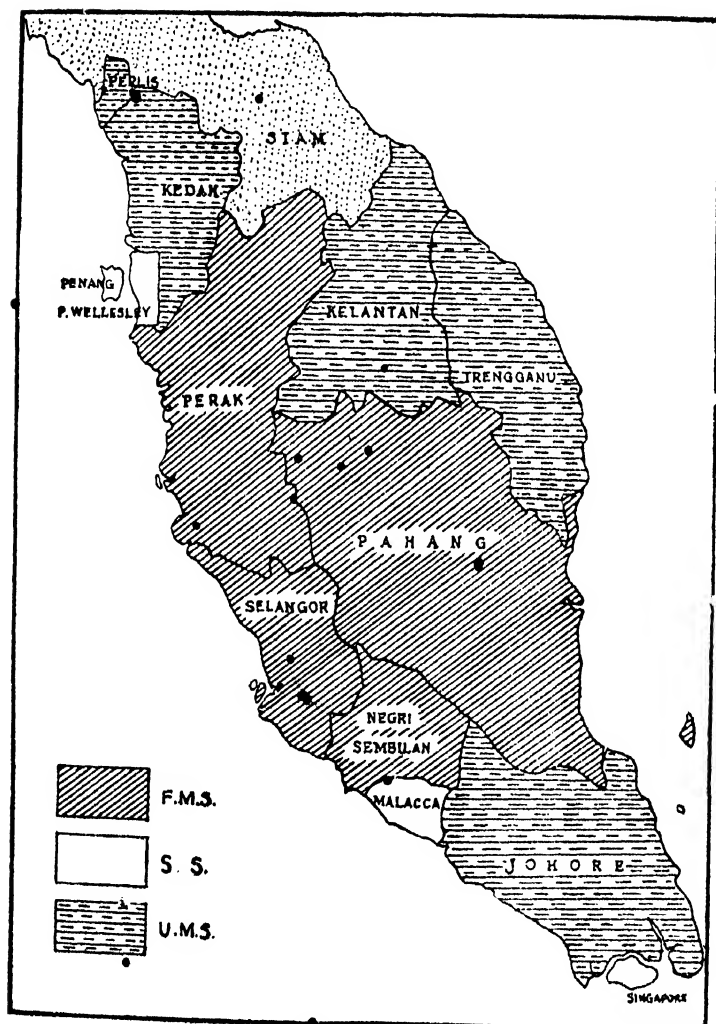 PERLIS
SIAM
KEDAH
PENANG
P. WELLESLEY
KELANTAN
TRENGGANU
PERAK
PAHANG
SELANGOR
NEGRI
SEMBILAN
MALACCA
JOHORE
SINGAPORE
F.M.S.
S. S.
U.M.S.